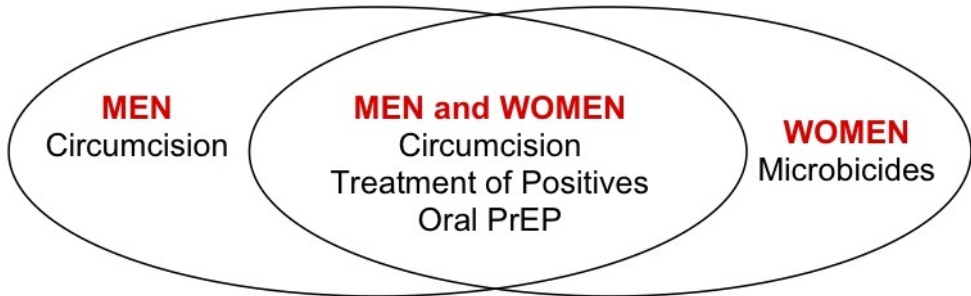 MEN
Circumcision
MEN and WOMEN
Circumcision
Treatment of Positives
Oral PrEP
WOMEN
Microbicides